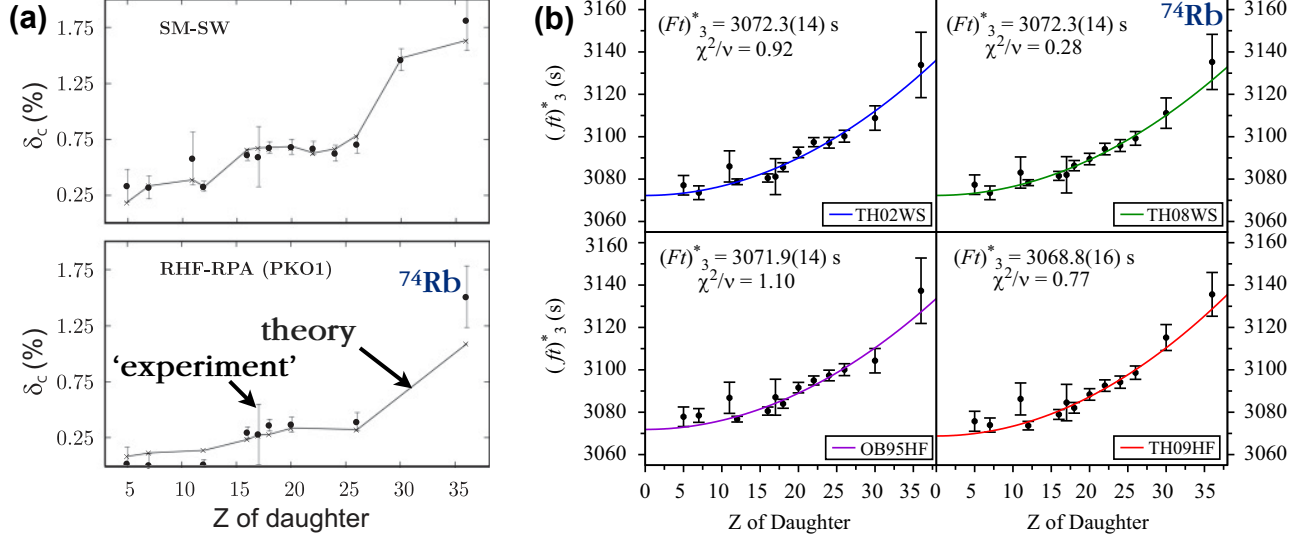 (a)
SM-SW
1.75
1.25
0.75
0.25
δc (%)
RHF-RPA (PKO1)
⁷⁴Rb
theory
‘experiment’
1.75
1.25
0.75
0.25
δc (%)
5 10 15 20 25 30 35
Z of daughter
(b)
3160
3140
3120
3100
3080
3060
(ft)*₃ (s)
(Ft)*₃ = 3072.3(14) s
χ²/ν = 0.92
TH02WS
(Ft)*₃ = 3072.3(14) s
χ²/ν = 0.28
⁷⁴Rb
TH08WS
3160
3140
3120
3100
3080
3060
(ft)*₃ (s)
3160
3140
3120
3100
3080
3060
(ft)*₃ (s)
(Ft)*₃ = 3071.9(14) s
χ²/ν = 1.10
OB95HF
(Ft)*₃ = 3068.8(16) s
χ²/ν = 0.77
TH09HF
3160
3140
3120
3100
3080
3060
(ft)*₃ (s)
0 5 10 15 20 25 30 35
0 5 10 15 20 25 30 35
Z of Daughter
Z of Daughter